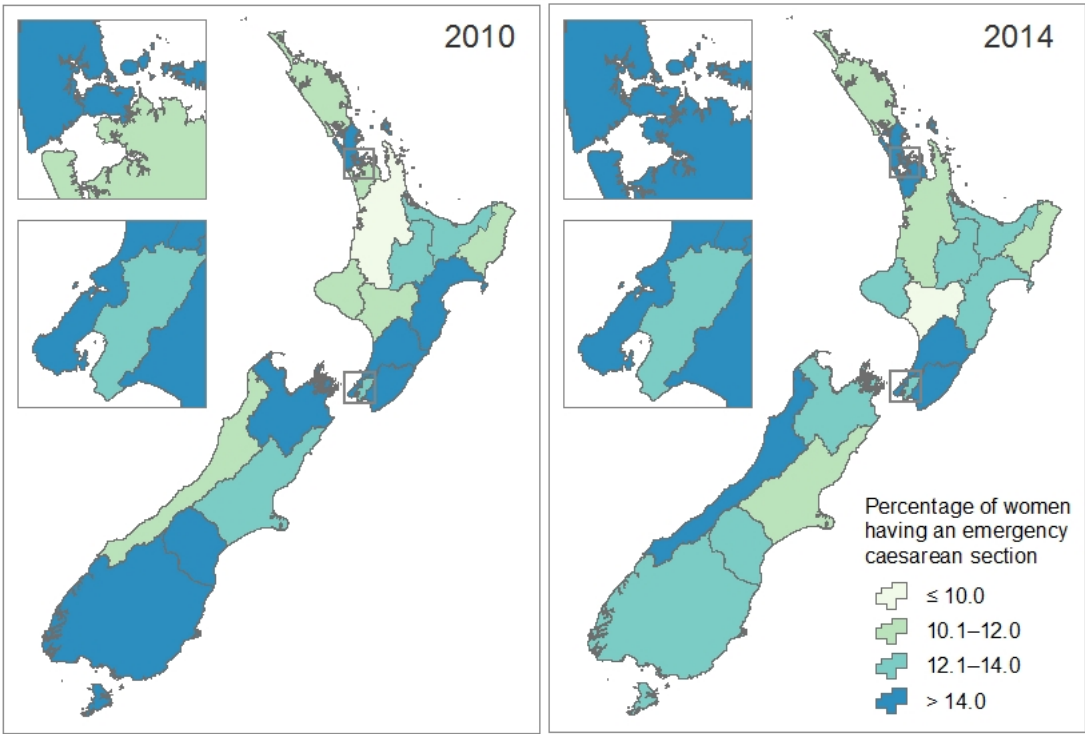 2010
2014
Percentage of women
having an emergency
caesarean section
≤ 10.0
10.1–12.0
12.1–14.0
> 14.0